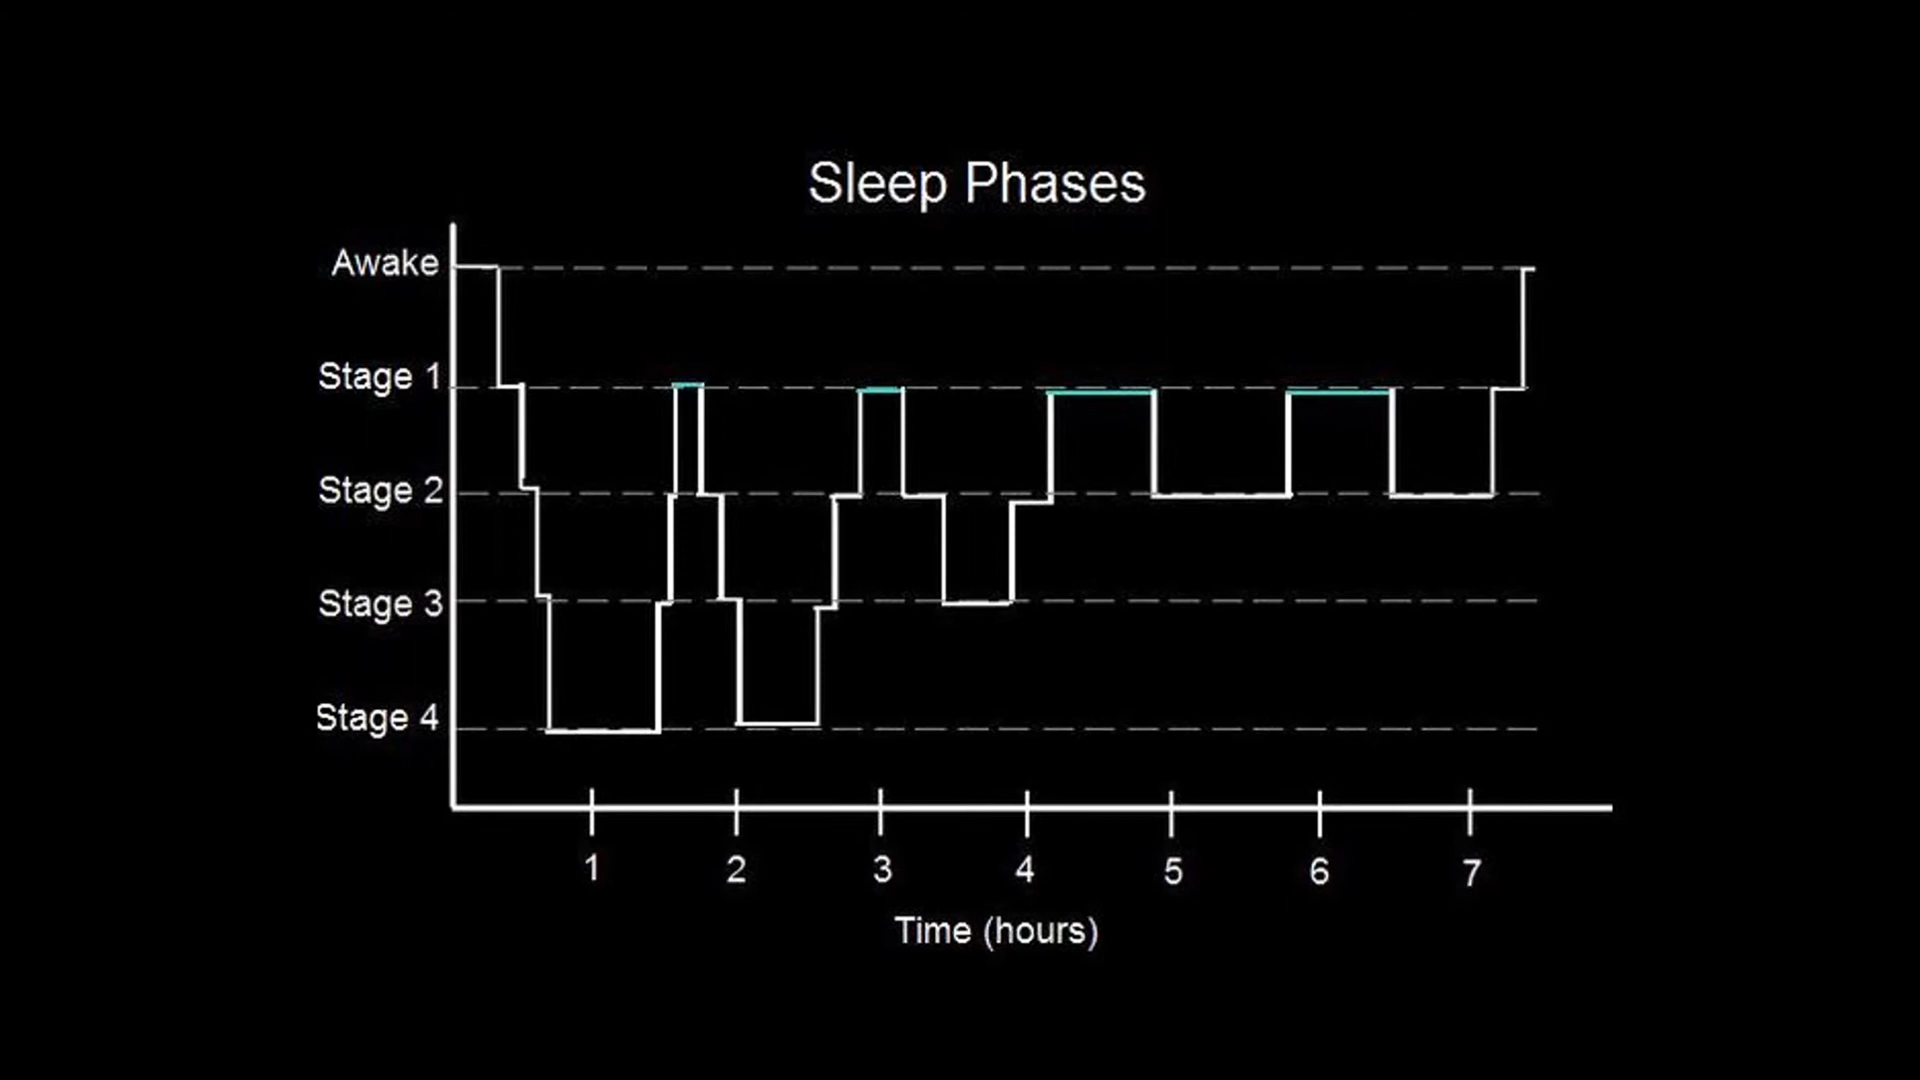 Sleep Phases
Awake
Stage 1
Stage 2
Stage 3
Stage 4
1 2 3 4 5 6 7
Time (hours)